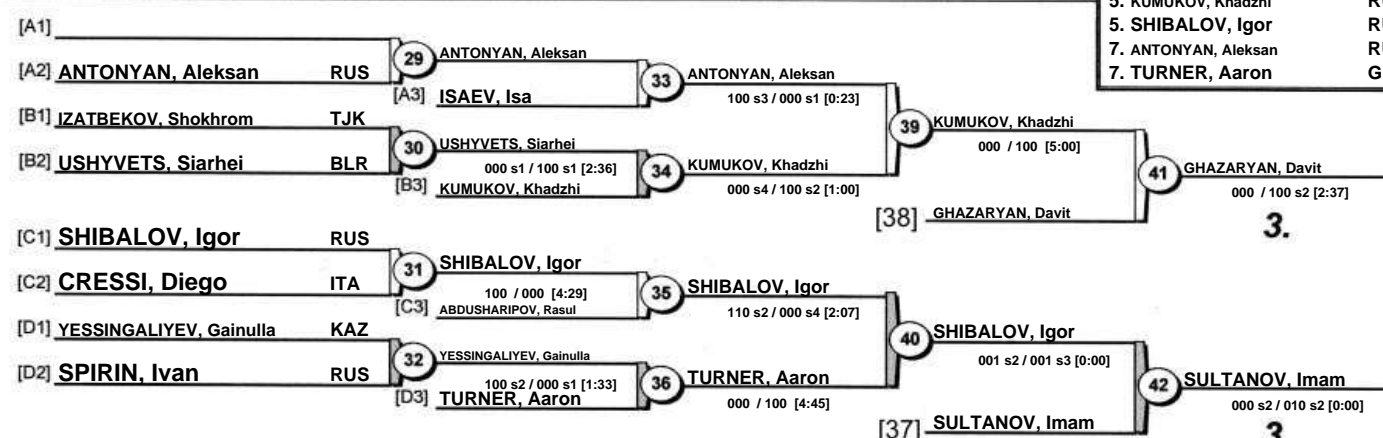 5. KUMUKOV, Khadzhi RU
5. SHIBALOV, Igor RU
7. ANTONYAN, Aleksan RU
7. TURNER, Aaron G
[A1]
[A2] ANTONYAN, Aleksan RUS
29 ANTONYAN, Aleksan
[A3] ISAEV, Isa
33 ANTONYAN, Aleksan
100 s3 / 000 s1 [0:23]
[B1] IZATBEKOV, Shokhrom TJK
[B2] USHYVETS, Siarhei BLR
30 USHYVETS, Siarhei
000 s1 / 100 s1 [2:36]
[B3] KUMUKOV, Khadzhi
34 KUMUKOV, Khadzhi
000 s4 / 100 s2 [1:00]
39 KUMUKOV, Khadzhi
000 / 100 [5:00]
[38] GHAZARYAN, Davit
41 GHAZARYAN, Davit
000 / 100 s2 [2:37]
3.
[C1] SHIBALOV, Igor RUS
[C2] CRESSI, Diego ITA
31 SHIBALOV, Igor
100 / 000 [4:29]
[C3] ABDUSHARIPOV, Rasul
35 SHIBALOV, Igor
110 s2 / 000 s4 [2:07]
[D1] YESSINGALIYEV, Gainulla KAZ
[D2] SPIRIN, Ivan RUS
32 YESSINGALIYEV, Gainulla
100 s2 / 000 s1 [1:33]
[D3] TURNER, Aaron
36 TURNER, Aaron
000 / 100 [4:45]
40 SHIBALOV, Igor
001 s2 / 001 s3 [0:00]
[37] SULTANOV, Imam
42 SULTANOV, Imam
000 s2 / 010 s2 [0:00]
3